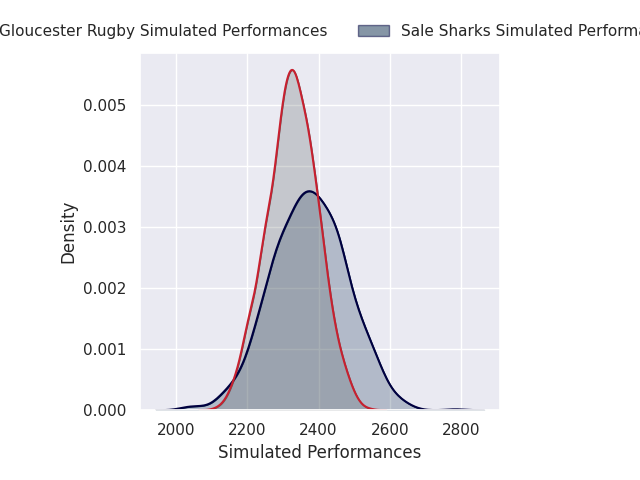 Gloucester Rugby Simulated Performances
Sale Sharks Simulated
0.005
0.004
0.003
0.002
0.001
0.000
Density
2000 2200 2400 2600 2800
Simulated Performances